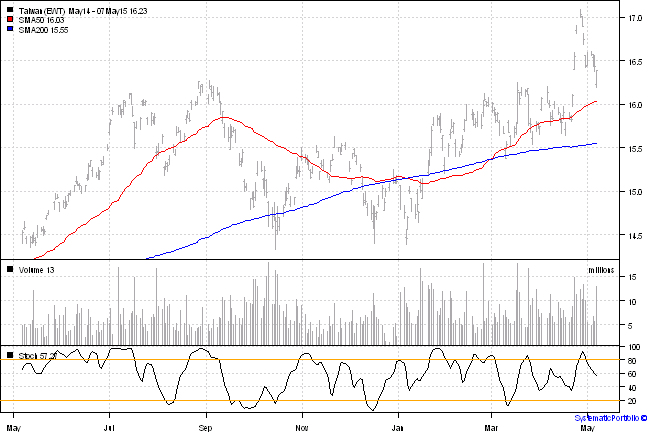 Taiwan (EWT) May14 - 07May15 16.23
SMA50 16.03
SMA200 15.55
17.0
16.5
16.0
15.5
15.0
14.5
Volume 13
millions
15
10
5
Stoch 57.27
100
80
60
40
20
SystematicPortfolio ©
May Jul Sep Nov Jan Mar May